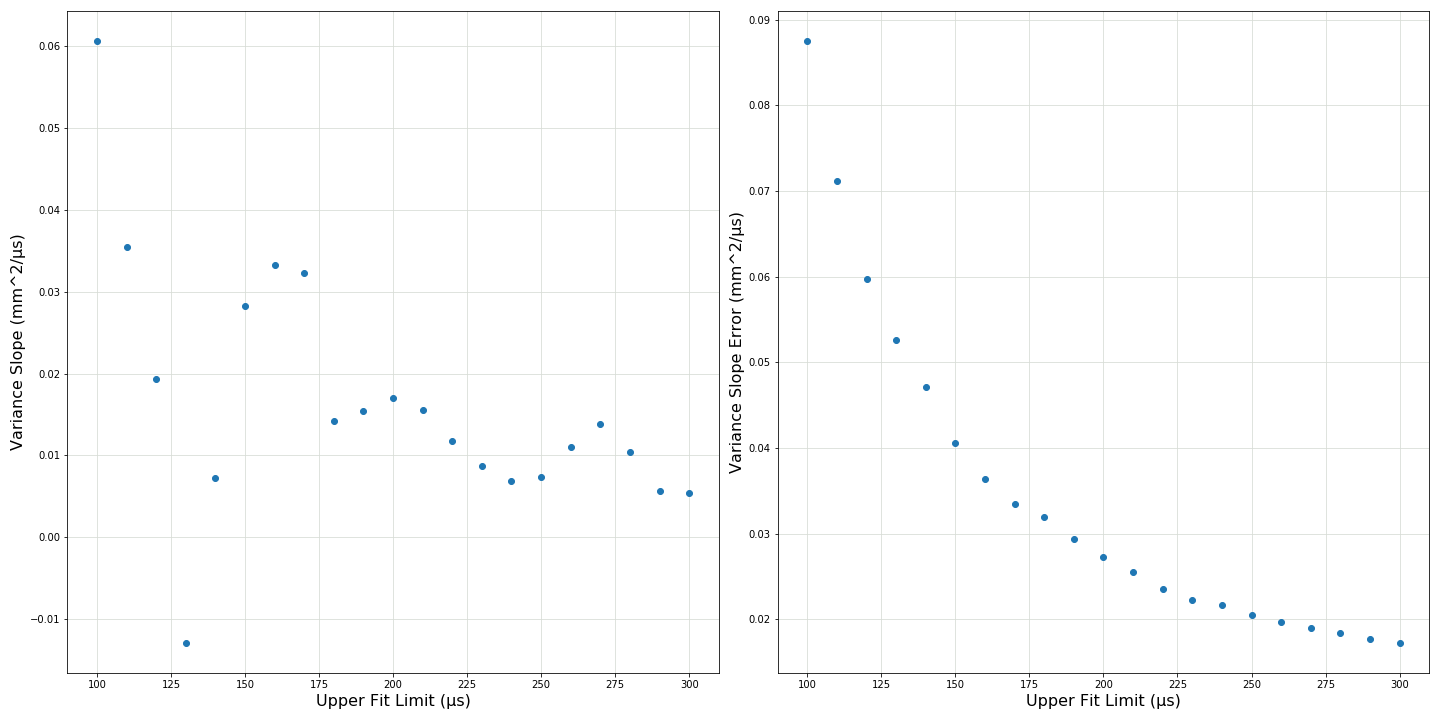 0.06
0.05
0.04
0.03
0.02
0.01
0.00
−0.01
Variance Slope (mm^2/μs)
100 125 150 175 200 225 250 275 300
Upper Fit Limit (μs)
0.09
0.08
0.07
0.06
0.05
0.04
0.03
0.02
Variance Slope Error (mm^2/μs)
100 125 150 175 200 225 250 275 300
Upper Fit Limit (μs)